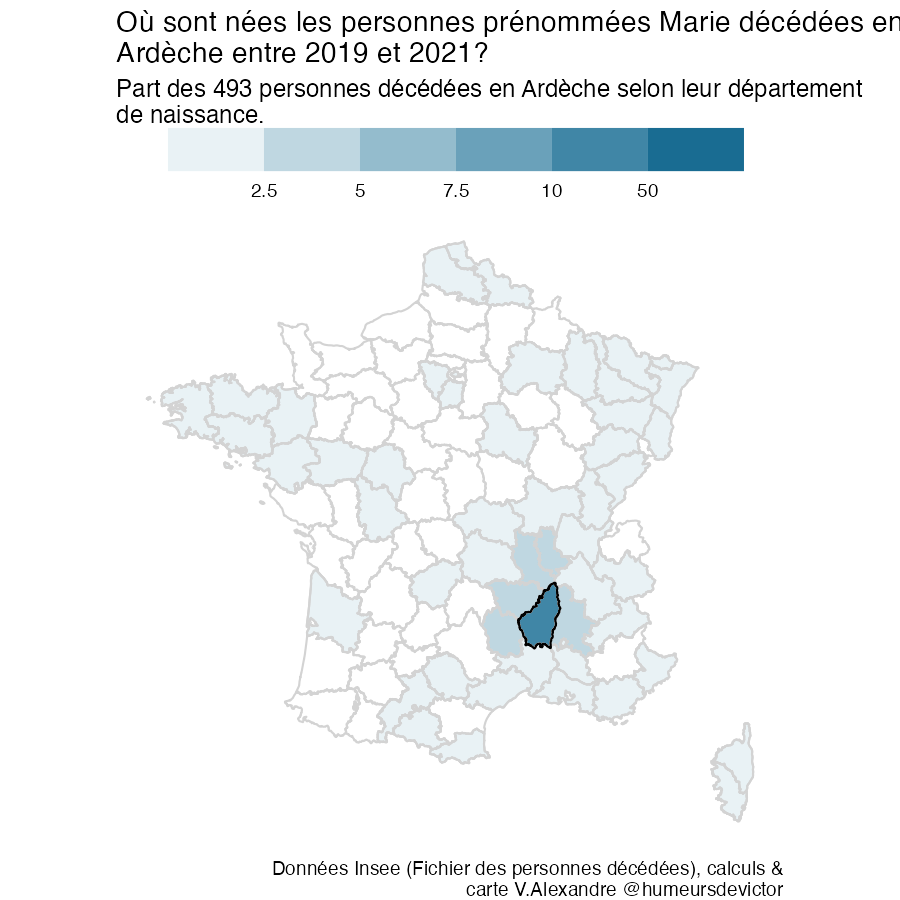 Où sont nées les personnes prénommées Marie décédées en
Ardèche entre 2019 et 2021?
Part des 493 personnes décédées en Ardèche selon leur département
de naissance.
2.5 5 7.5 10 50
Données Insee (Fichier des personnes décédées), calculs &
carte V.Alexandre @humeursdevictor